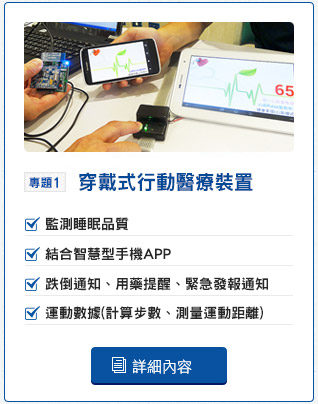 65
專題1 穿戴式行動醫療裝置
監測睡眠品質
結合智慧型手機APP
跌倒通知、用藥提醒、緊急發報通知
運動數據(計算步數、測量運動距離)
詳細內容